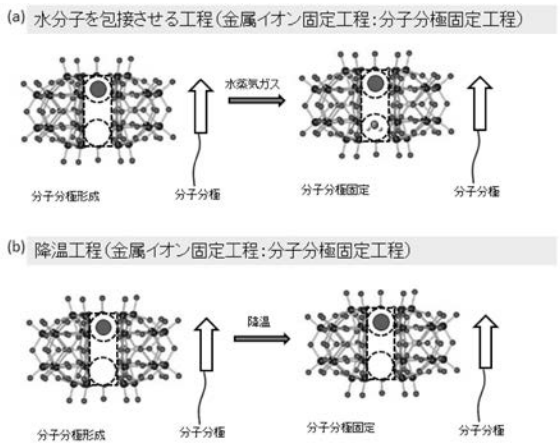 (a) 水分子を包接させる工程(金属イオン固定工程:分子分極固定工程)
水蒸気ガス
分子分極形成
分子分極
分子分極固定
分子分極
(b) 降温工程(金属イオン固定工程:分子分極固定工程)
降温
分子分極形成
分子分極
分子分極固定
分子分極